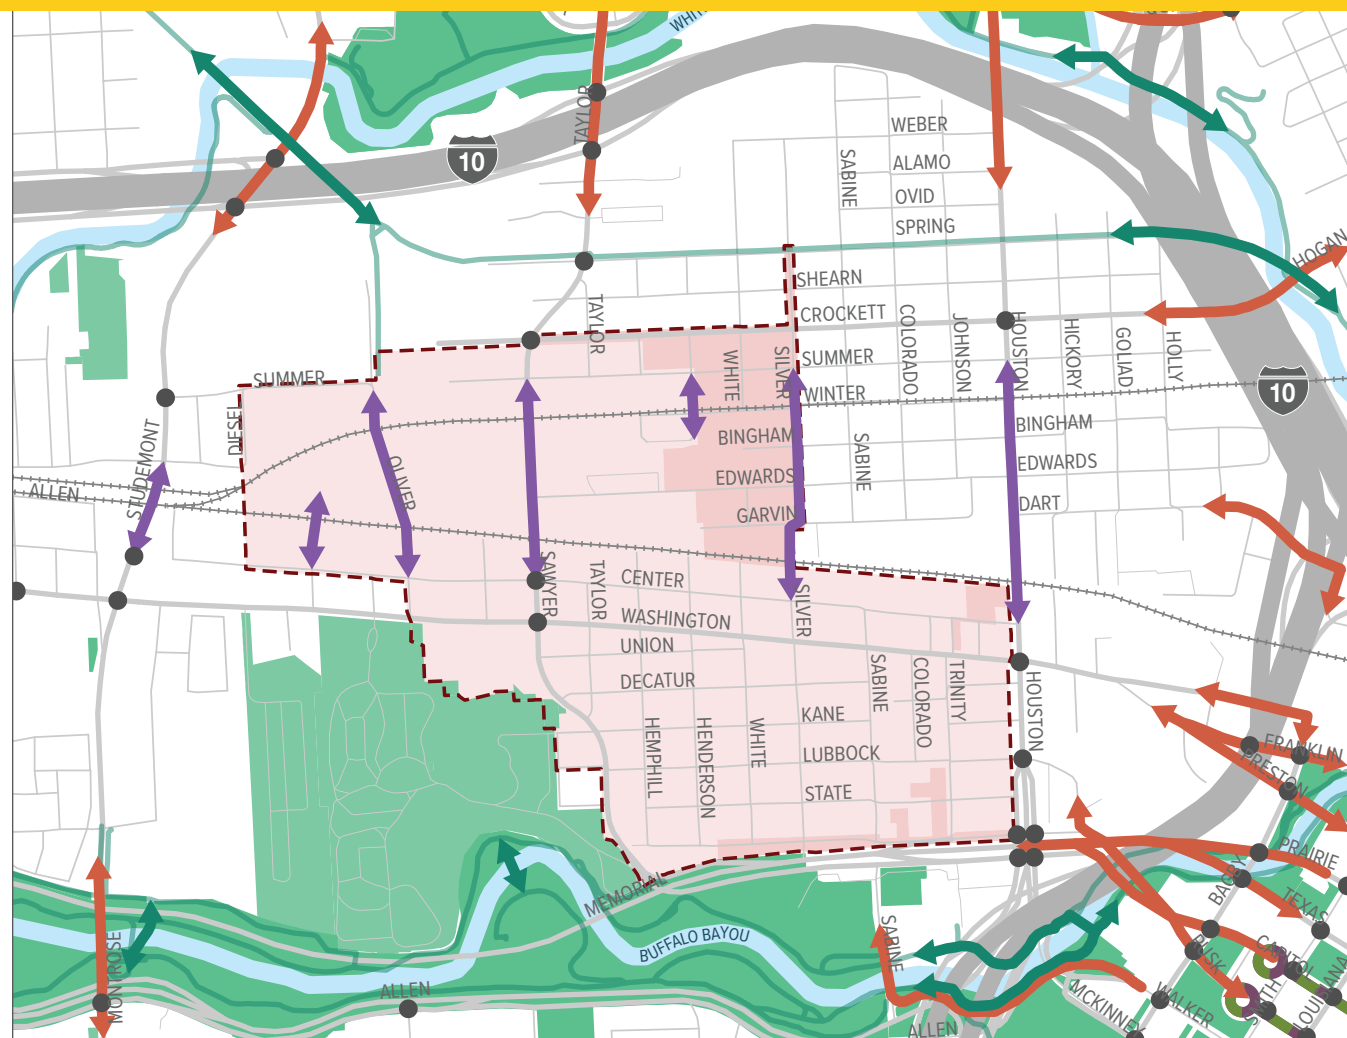 WHI
TAYLOR
10
WEBER
ALAMO
SABINE
OVID
SPRING
HOGAN
SHEARN
CROCKETT
TAYLOR
COLORADO
JOHNSON
HOUSTON
HICKORY
GOLIAD
HOLLY
SUMMER
WHITE
SILVER
SUMMER
WINTER
10
DIESEL
STUDEMONT
ALLEN
OLIVER
BINGHAM
SABINE
BINGHAM
EDWARDS
EDWARDS
GARVIN
DART
SAWYER
TAYLOR
CENTER
SILVER
WASHINGTON
UNION
DECATUR
SABINE
COLORADO
TRINITY
HOUSTON
HEMPHILL
HENDERSON
WHITE
KANE
LUBBOCK
STATE
FRANKLIN
PRESTON
PRAIRIE
BAGBY
TEXAS
MEMORIAL
BUFFALO BAYOU
SABINE
MONTROSE
ALLEN
RUSK
CAPITOL
SMITH
LOUISIANA
MCKINNEY
WALKER
ALLEN